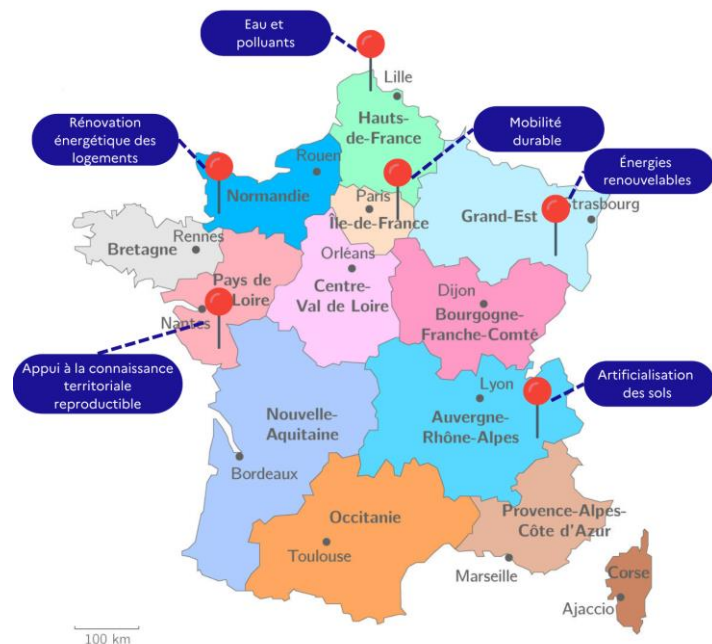 Eau et
polluants
Lille
Hauts-
de-France
Rénovation
énergétique des
logements
Mobilité
durable
Rouen
Normandie
Énergies
renouvelables
Paris
Île-de-France
Grand-Est
trasbourg
Bretagne
Rennes
Orléans
Pays de
Loire
Centre-
Val de Loire
Dijon
Bourgogne-
Franche-Comté
Nantes
Appui à la connaissance
territoriale
reproductible
Lyon
Artificialisation
des sols
Auvergne-
Rhône-Alpes
Nouvelle-
Aquitaine
Bordeaux
Occitanie
Toulouse
Provence-Alpes-
Côte d'Azur
Marseille
Corse
Ajaccio
100 km